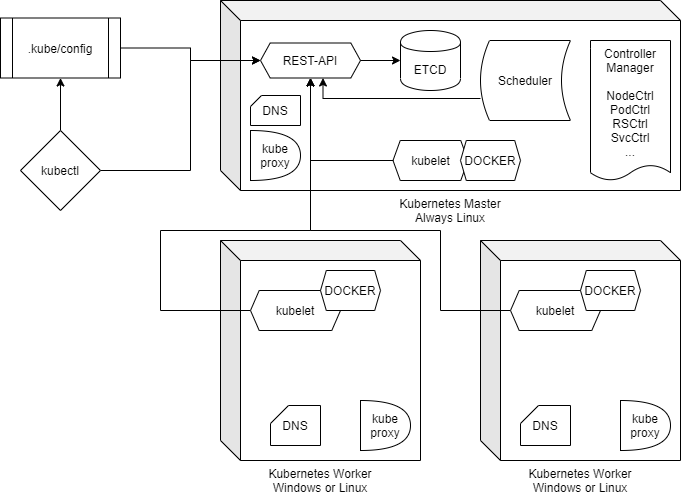 .kube/config
kubectl
REST-API
ETCD
Scheduler
Controller
Manager
NodeCtrl
PodCtrl
RSCtrl
SvcCtrl
...
DNS
kube
proxy
kubelet
DOCKER
Kubernetes Master
Always Linux
DOCKER
kubelet
DNS
kube
proxy
Kubernetes Worker
Windows or Linux
DOCKER
kubelet
DNS
kube
proxy
Kubernetes Worker
Windows or Linux